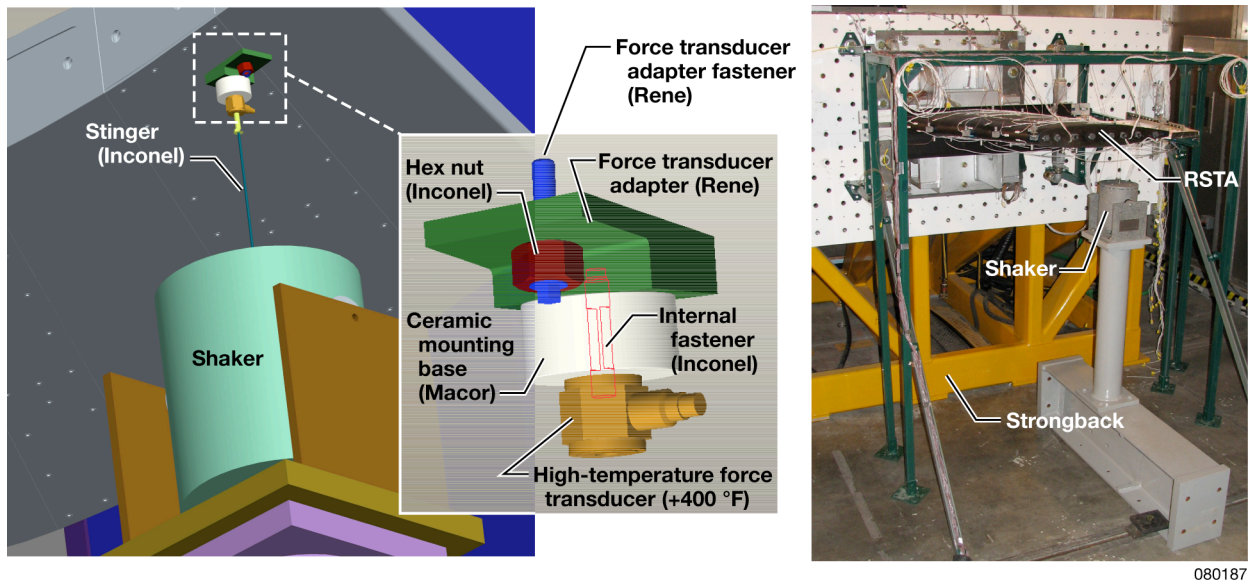 Stinger
(Inconel)
Shaker
Force transducer
adapter fastener
(Rene)
Hex nut
(Inconel)
Force transducer
adapter (Rene)
Ceramic
mounting
base
(Macor)
Internal
fastener
(Inconel)
High-temperature force
transducer (+400 °F)
RSTA
Shaker
Strongback
080187